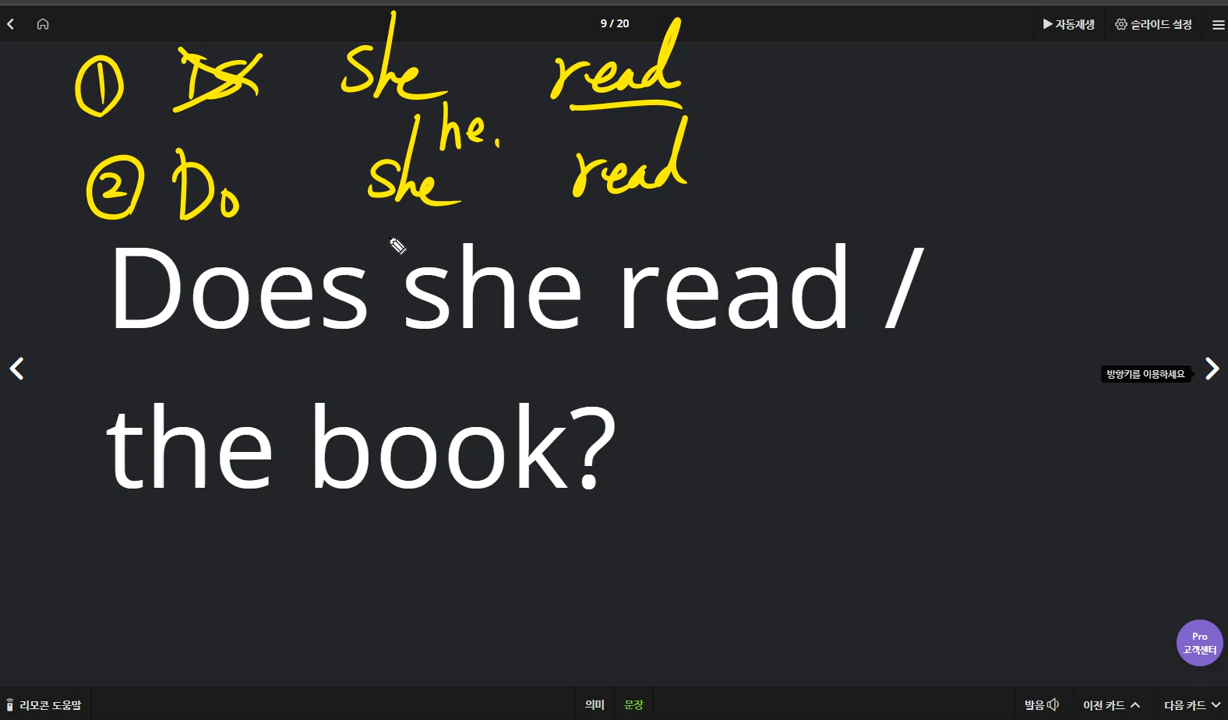 9 / 20
자동재생
슬라이드 설정
① Is she read
he.
② Do she read
Does she read /
the book?
방향키를 이용하세요
Pro
고객센터
리모콘 도움말
의미
문장
발음
이전 카드
다음 카드